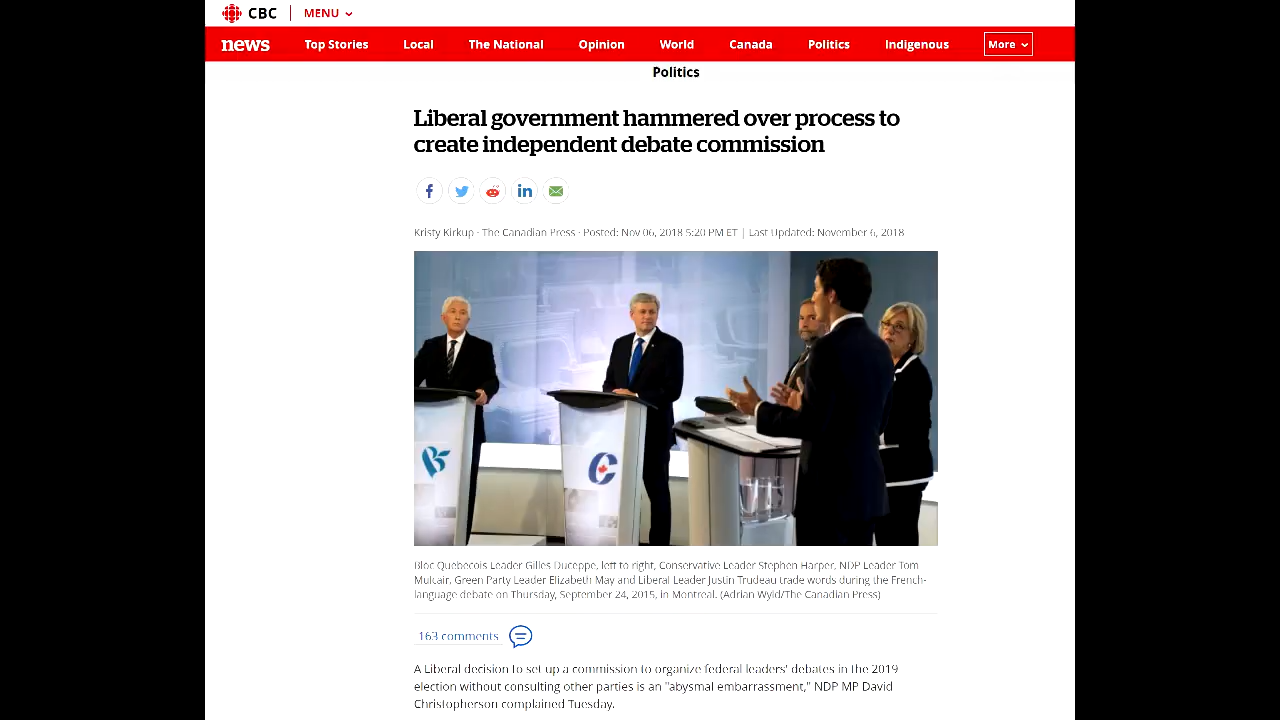 CBC MENU
news Top Stories Local The National Opinion World Canada Politics Indigenous More
Politics
Liberal government hammered over process to
create independent debate commission
Kristy Kirkup · The Canadian Press · Posted: Nov 06, 2018 5:20 PM ET | Last Updated: November 6, 2018
Bloc Quebecois Leader Gilles Duceppe, left to right, Conservative Leader Stephen Harper, NDP Leader Tom
Mulcair, Green Party Leader Elizabeth May and Liberal Leader Justin Trudeau trade words during the French-
language debate on Thursday, September 24, 2015, in Montreal. (Adrian Wyld/The Canadian Press)
163 comments
A Liberal decision to set up a commission to organize federal leaders' debates in the 2019
election without consulting other parties is an "abysmal embarrassment," NDP MP David
Christopherson complained Tuesday.